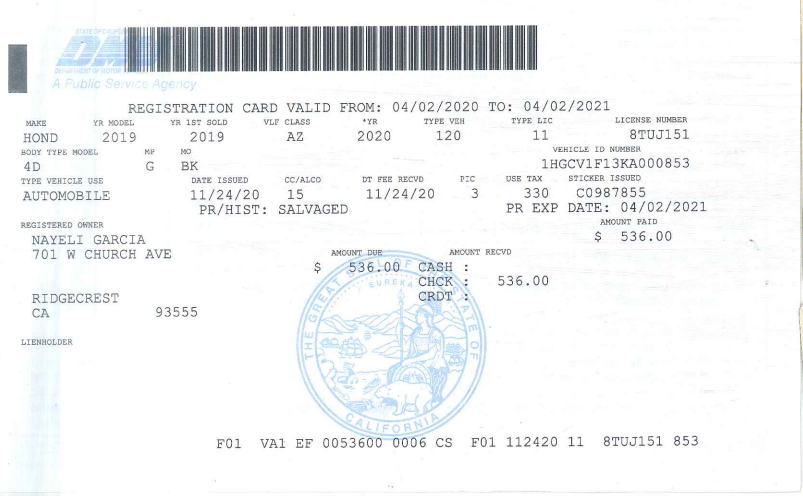 STATE OF CALIFORNIA
DMV
DEPARTMENT OF MOTOR
A Public Service Agency
REGISTRATION CARD VALID FROM: 04/02/2020 TO: 04/02/2021
MAKE YR MODEL YR 1ST SOLD VLF CLASS *YR TYPE VEH TYPE LIC LICENSE NUMBER
HOND 2019 2019 AZ 2020 120 11 8TUJ151
BODY TYPE MODEL MP MO VEHICLE ID NUMBER
4D G BK 1HGCV1F13KA000853
TYPE VEHICLE USE DATE ISSUED CC/ALCO DT FEE RECVD PIC USE TAX STICKER ISSUED
AUTOMOBILE 11/24/20 15 11/24/20 3 330 C0987855
PR/HIST: SALVAGED PR EXP DATE: 04/02/2021
REGISTERED OWNER AMOUNT PAID
NAYELI GARCIA $ 536.00
701 W CHURCH AVE
AMOUNT DUE AMOUNT RECVD
$ 536.00 CASH :
CHCK : 536.00
CRDT :
RIDGECREST
CA 93555
LIENHOLDER
THE GREAT SEAL OF THE STATE OF CALIFORNIA
EUREKA
F01 VA1 EF 0053600 0006 CS F01 112420 11 8TUJ151 853